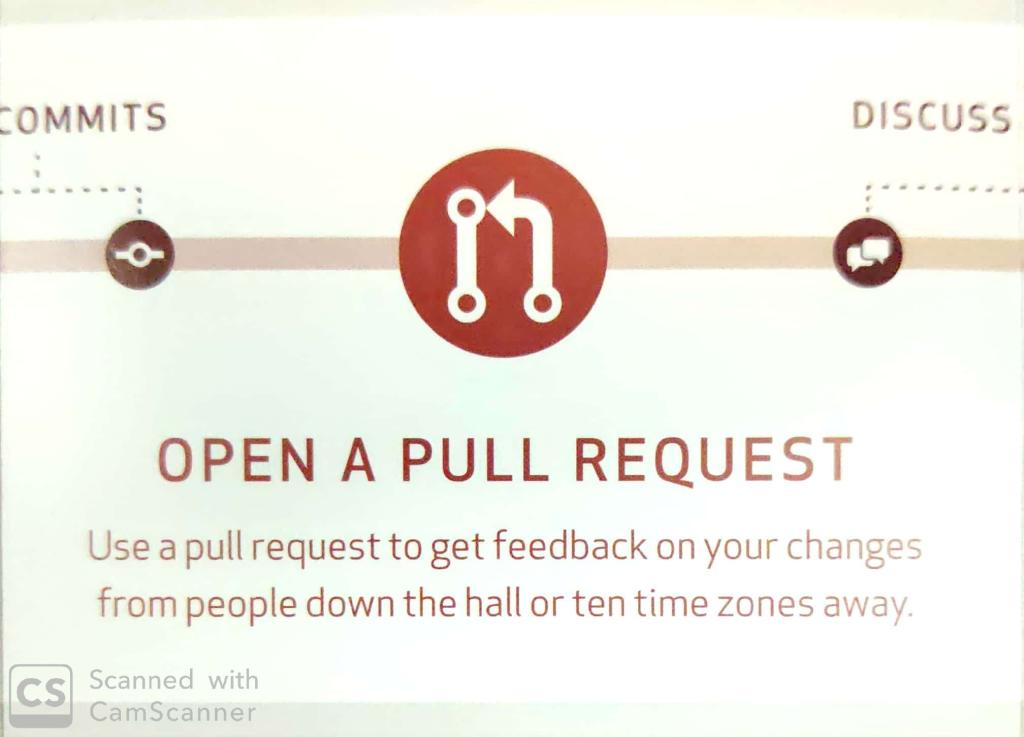 COMMITS
DISCUSS
OPEN A PULL REQUEST
Use a pull request to get feedback on your changes
from people down the hall or ten time zones away.
CS Scanned with
CamScanner